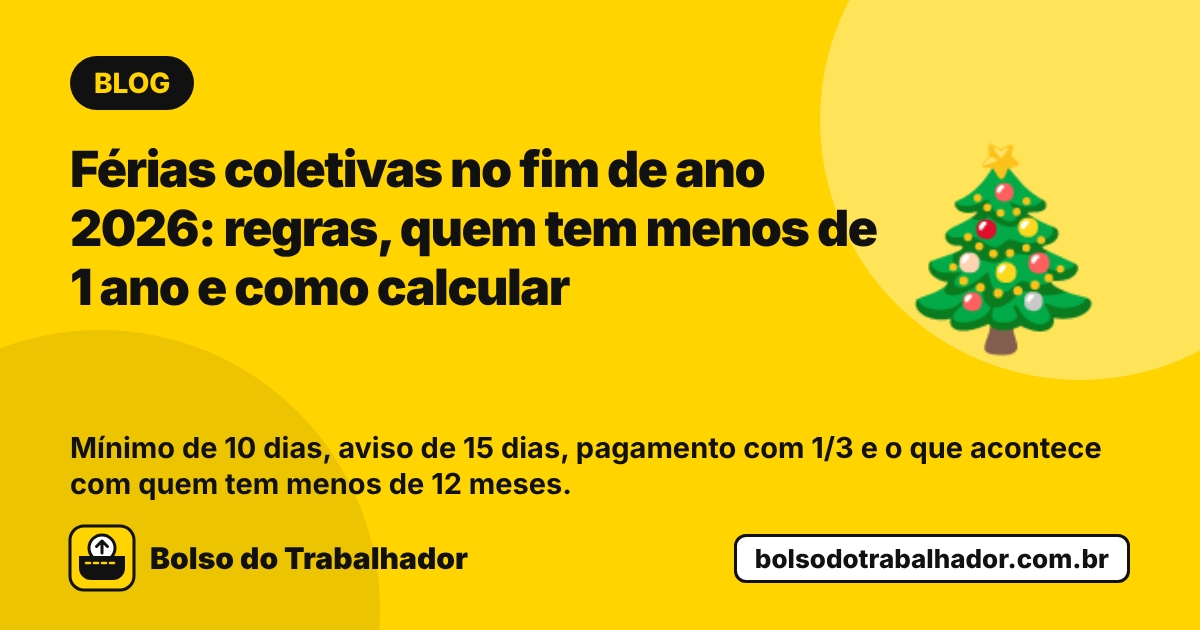 BLOG
Férias coletivas no fim de ano
2026: regras, quem tem menos de
1 ano e como calcular
Mínimo de 10 dias, aviso de 15 dias, pagamento com 1/3 e o que acontece
com quem tem menos de 12 meses.
Bolso do Trabalhador
bolsodotrabalhador.com.br